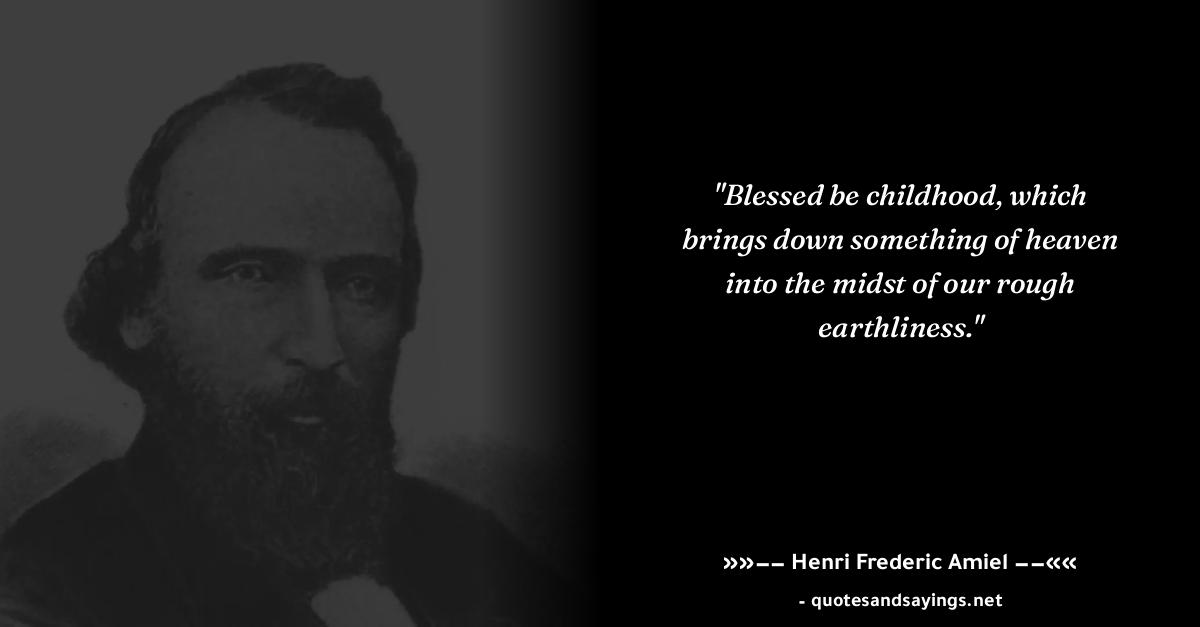 "Blessed be childhood, which
brings down something of heaven
into the midst of our rough
earthliness."
»»−− Henri Frederic Amiel −−««
- quotesandsayings.net